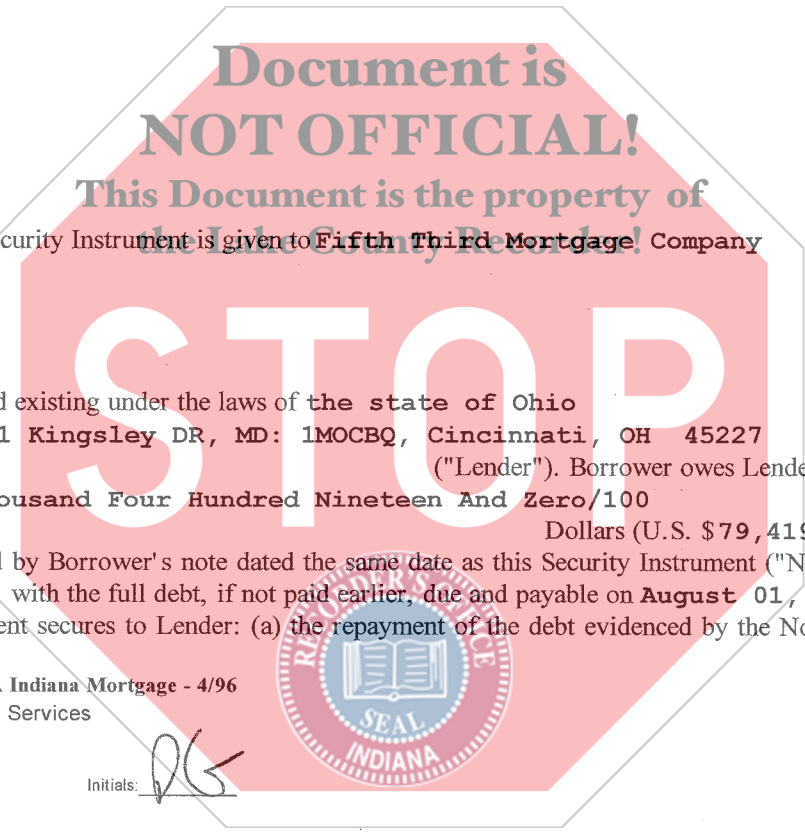 Document is
NOT OFFICIAL!
This Document is the property of
the Lake County Recorder!
curity Instrument is given to Fifth Third Mortgage Company
STOP
d existing under the laws of the state of Ohio
1 Kingsley DR, MD: 1MOCBQ, Cincinnati, OH 45227
("Lender"). Borrower owes Lende
ousand Four Hundred Nineteen And Zero/100
Dollars (U.S. $79,419
d by Borrower's note dated the same date as this Security Instrument ("N
with the full debt, if not paid earlier, due and payable on August 01,
ent secures to Lender: (a) the repayment of the debt evidenced by the No
RECORDER'S OFFICE
SEAL
INDIANA
Indiana Mortgage - 4/96
Services
Initials: